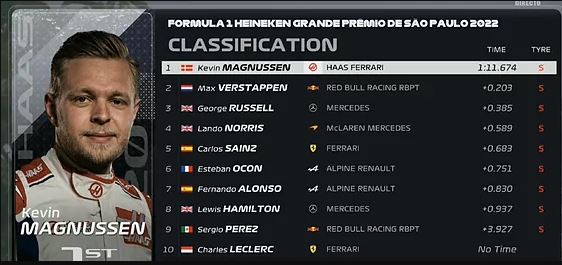 DIRECTO
FORMULA 1 HEINEKEN GRANDE PRÊMIO DE SÃO PAULO 2022
CLASSIFICATION
TIME TYRE
1 Kevin MAGNUSSEN HAAS FERRARI 1:11.674 S
2 Max VERSTAPPEN RED BULL RACING RBPT +0.203 S
3 George RUSSELL MERCEDES +0.385 S
4 Lando NORRIS McLAREN MERCEDES +0.589 S
5 Carlos SAINZ FERRARI +0.683 S
6 Esteban OCON ALPINE RENAULT +0.751 S
7 Fernando ALONSO ALPINE RENAULT +0.830 S
8 Lewis HAMILTON MERCEDES +0.937 S
9 Sergio PEREZ RED BULL RACING RBPT +3.927 S
10 Charles LECLERC FERRARI No Time
HAAS
20
Kevin
MAGNUSSEN
1ST